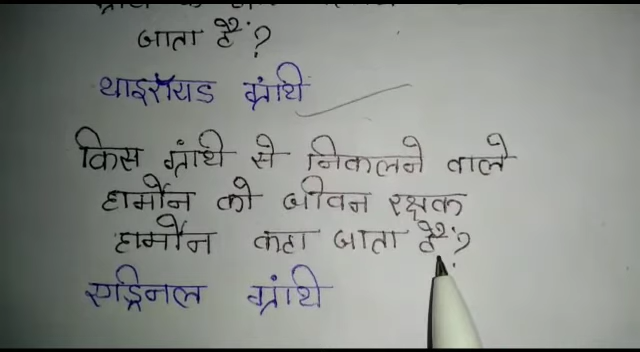 जाता है?
थाइरॉयड ग्रंथी
किस ग्रंथी से निकलने वाले
हार्मोन को जीवन रक्षक
हार्मोन कहा जाता है?
एड्रिनल ग्रंथी